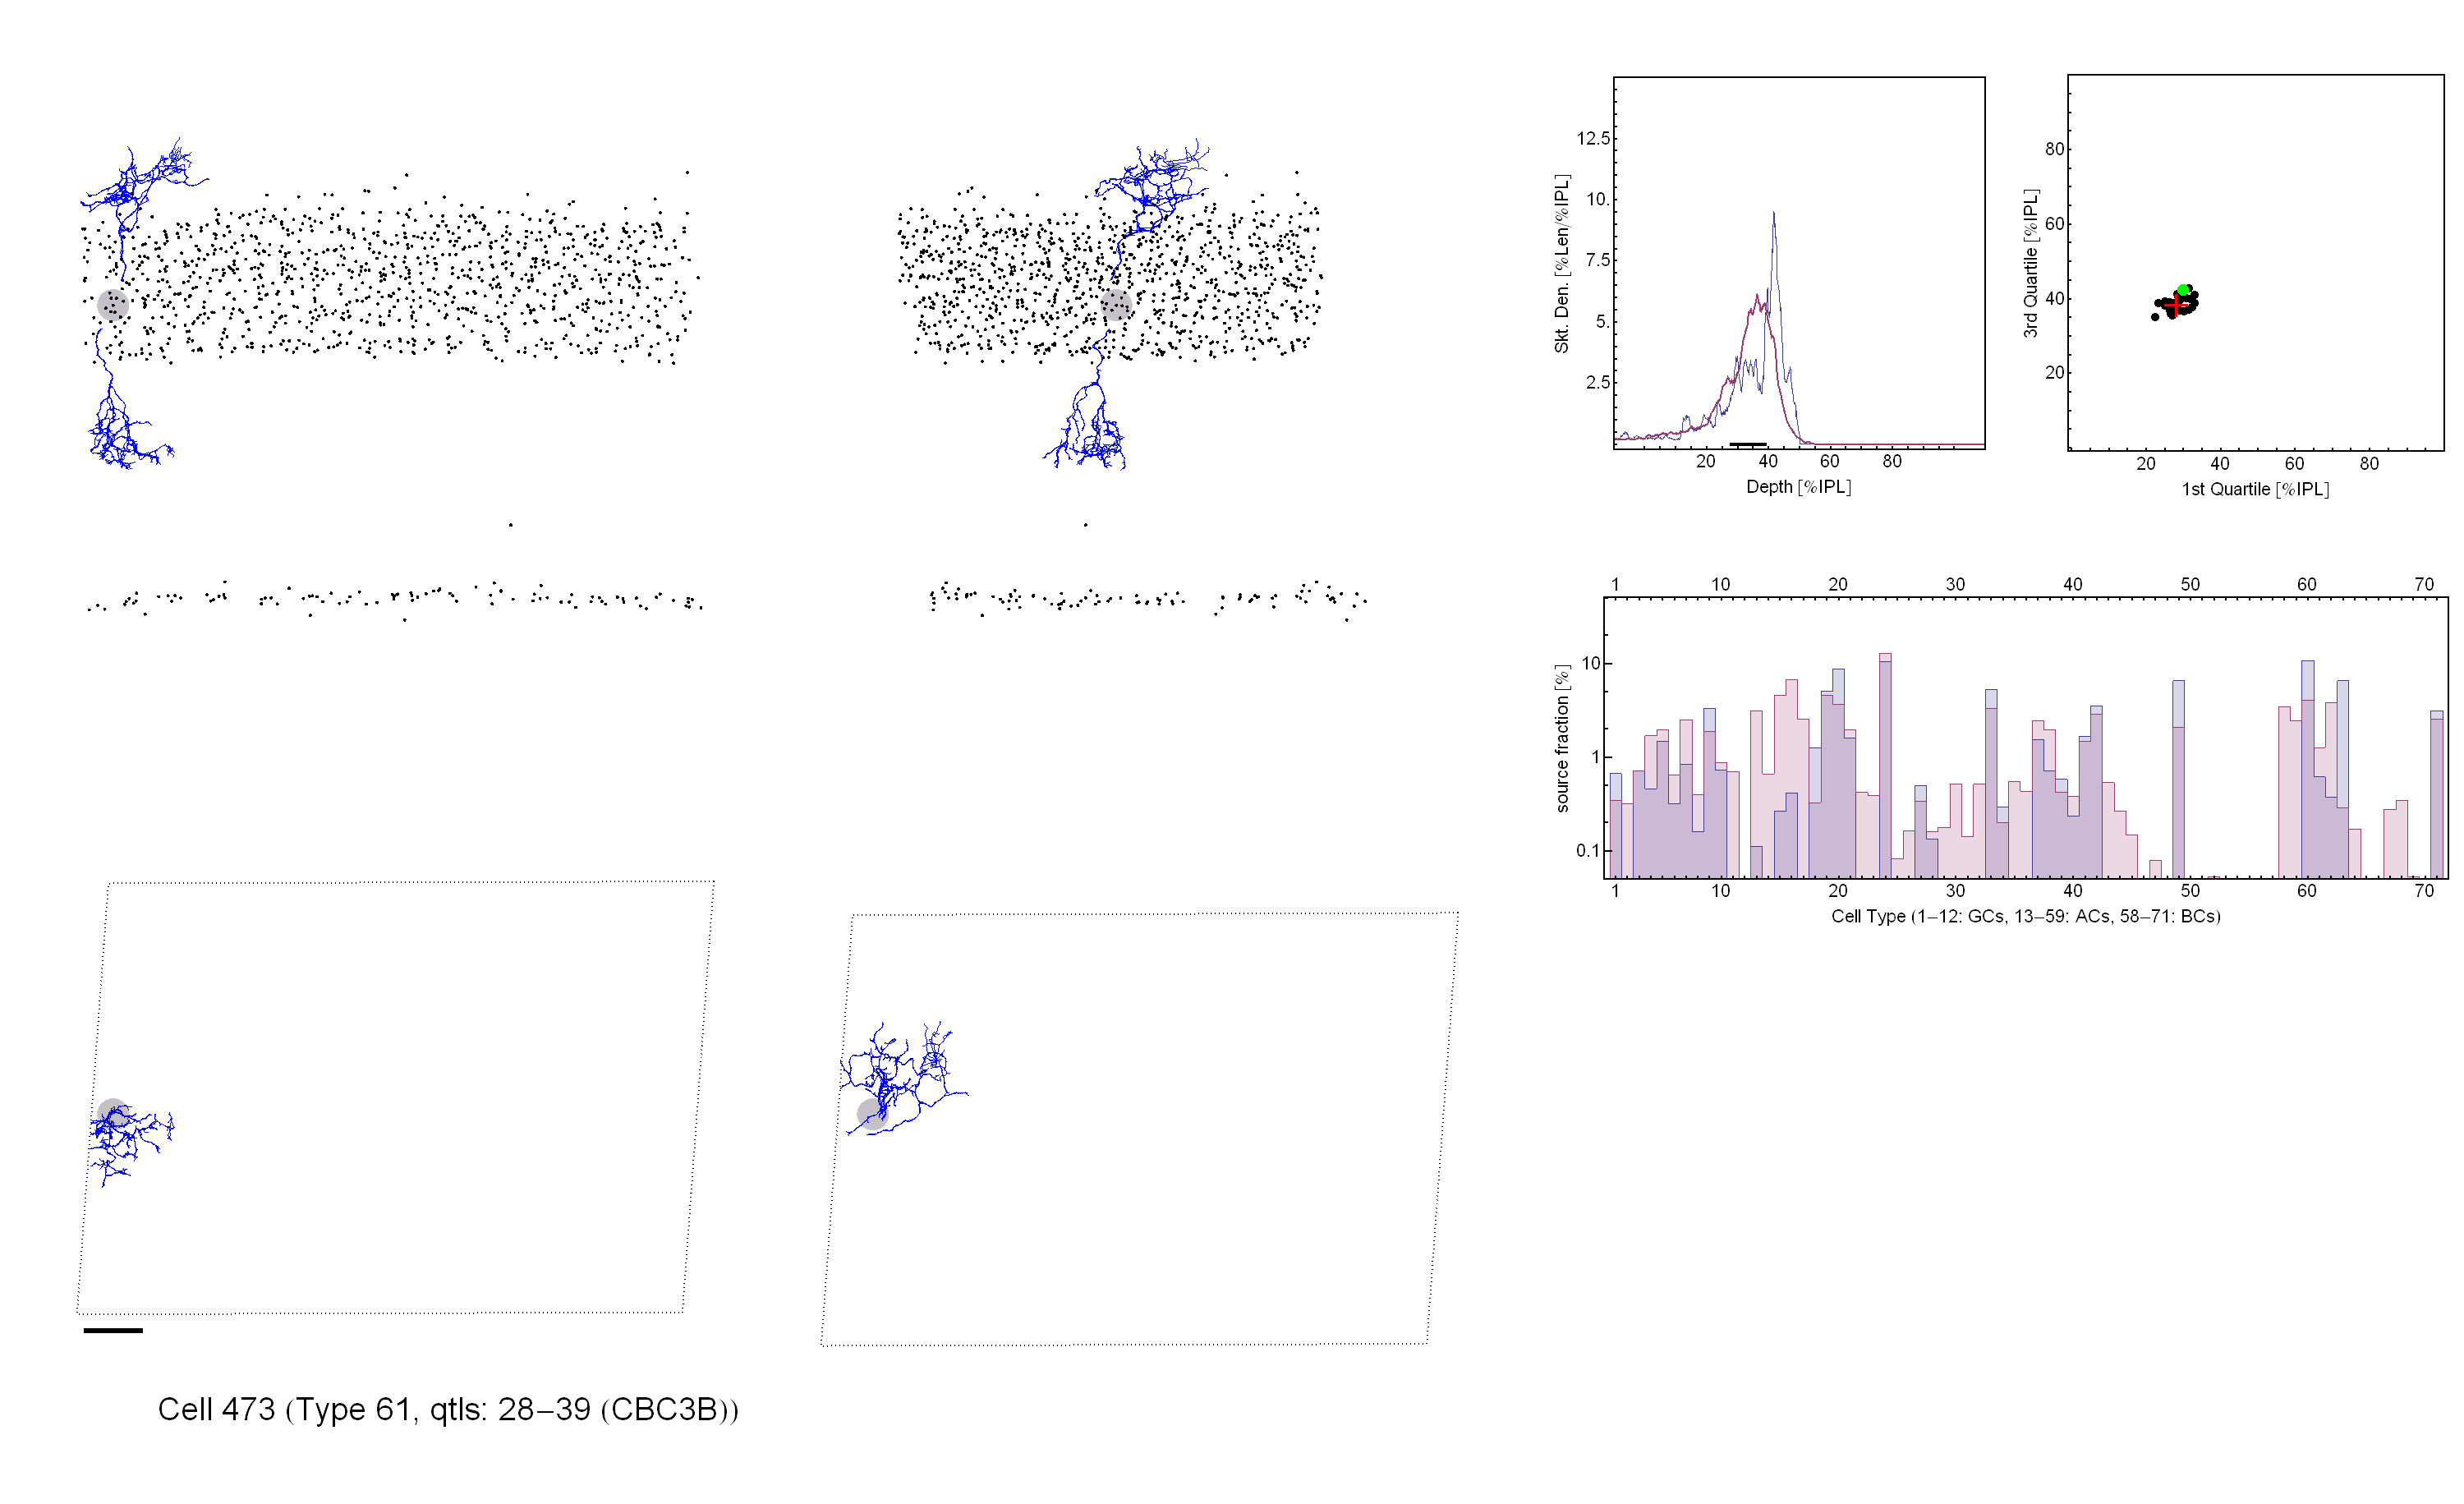 12.5
10.
7.5
5.
2.5
Skt. Den. [%Len/%IPL]
20 40 60 80
Depth [%IPL]
80
60
40
20
3rd Quartile [%IPL]
20 40 60 80
1st Quartile [%IPL]
1 10 20 30 40 50 60 70
10
1
0.1
source fraction [%]
1 10 20 30 40 50 60 70
Cell Type (1–12: GCs, 13–59: ACs, 58–71: BCs)
Cell 473 (Type 61, qtls: 28–39 (CBC3B))